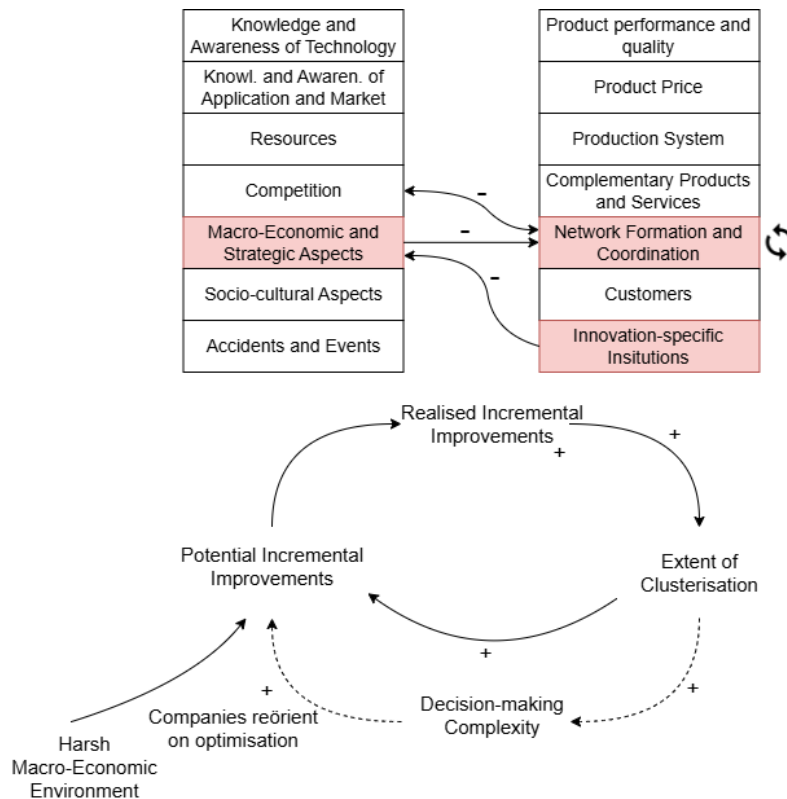 Knowledge and
Awareness of Technology
Knowl. and Awaren. of
Application and Market
Resources
Competition
Macro-Economic and
Strategic Aspects
Socio-cultural Aspects
Accidents and Events
Product performance and
quality
Product Price
Production System
Complementary Products
and Services
Network Formation and
Coordination
Customers
Innovation-specific
Insitutions
-
-
-
Realised Incremental
Improvements
+
+
Potential Incremental
Improvements
Extent of
Clusterisation
+
+
+
Decision-making
Complexity
Companies reörient
on optimisation
Harsh
Macro-Economic
Environment